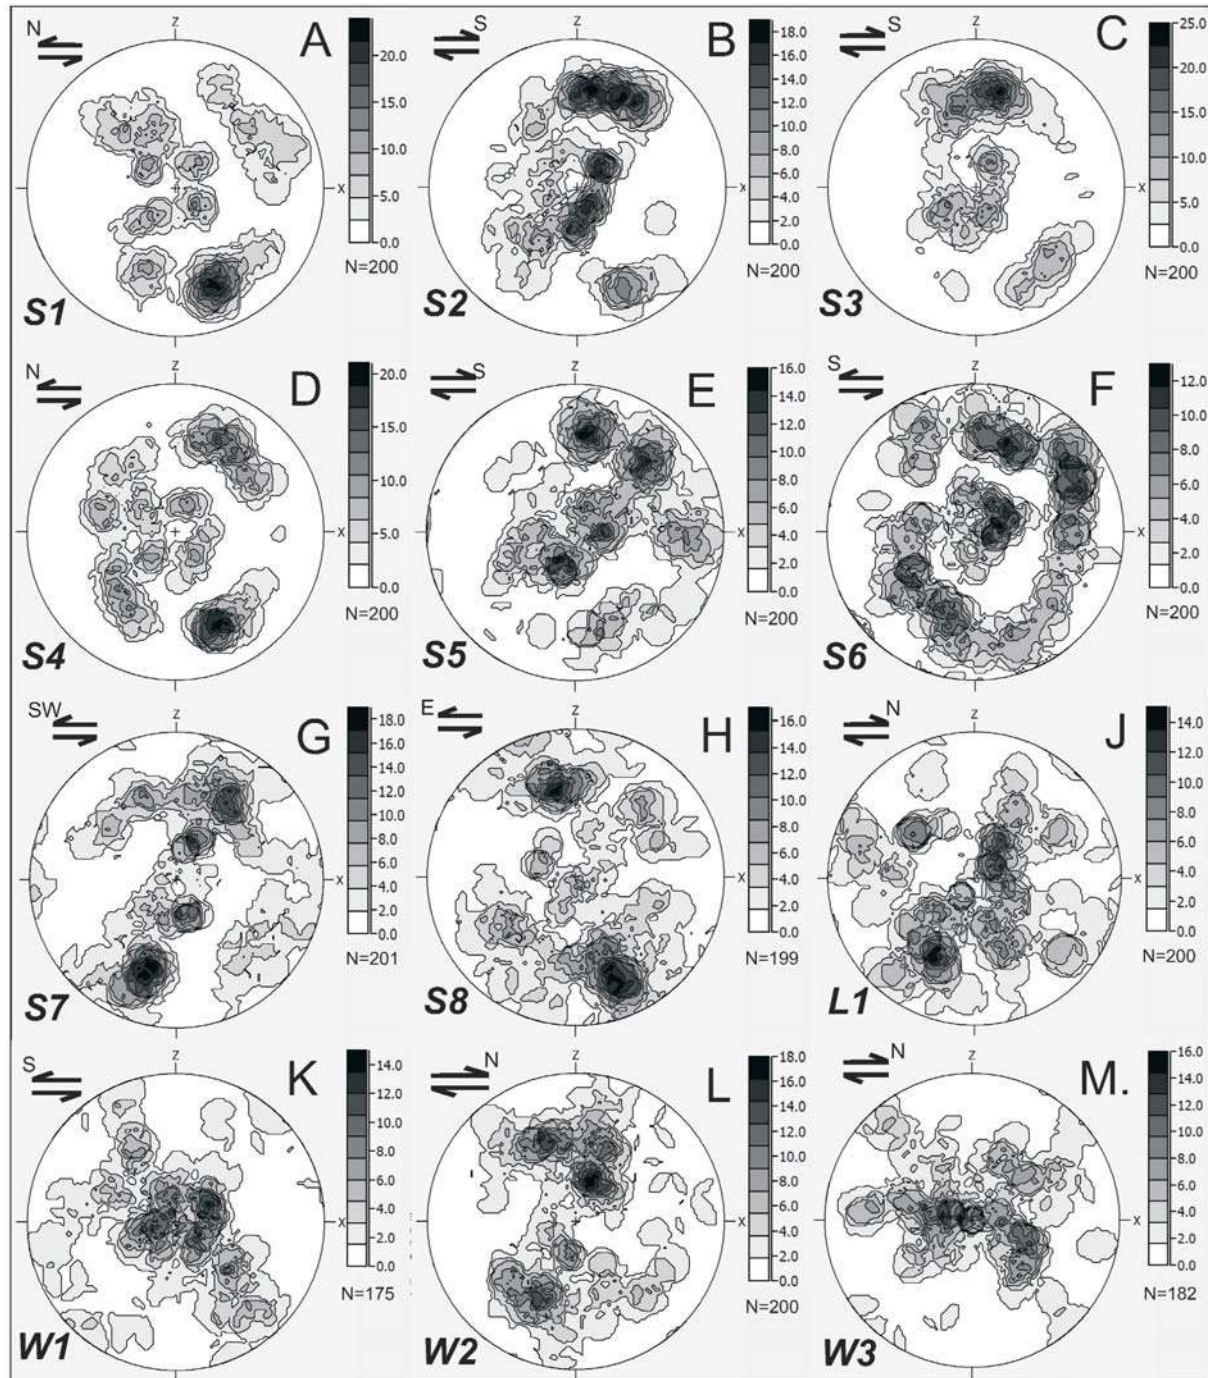 N
Z
A
20.0
15.0
10.0
5.0
0.0
X
N=200
S1
S
Z
B
18.0
16.0
14.0
12.0
10.0
8.0
6.0
4.0
2.0
0.0
X
N=200
S2
S
Z
C
25.0
20.0
15.0
10.0
5.0
0.0
X
N=200
S3
N
Z
D
20.0
15.0
10.0
5.0
0.0
X
N=200
S4
S
Z
E
16.0
14.0
12.0
10.0
8.0
6.0
4.0
2.0
0.0
X
N=200
S5
S
Z
F
12.0
10.0
8.0
6.0
4.0
2.0
0.0
X
N=200
S6
SW
Z
G
18.0
16.0
14.0
12.0
10.0
8.0
6.0
4.0
2.0
0.0
X
N=201
S7
E
Z
H
16.0
14.0
12.0
10.0
8.0
6.0
4.0
2.0
0.0
X
N=199
S8
N
Z
J
14.0
12.0
10.0
8.0
6.0
4.0
2.0
0.0
X
N=200
L1
S
Z
K
14.0
12.0
10.0
8.0
6.0
4.0
2.0
0.0
X
N=175
W1
N
Z
L
18.0
16.0
14.0
12.0
10.0
8.0
6.0
4.0
2.0
0.0
X
N=200
W2
N
Z
M.
16.0
14.0
12.0
10.0
8.0
6.0
4.0
2.0
0.0
X
N=182
W3